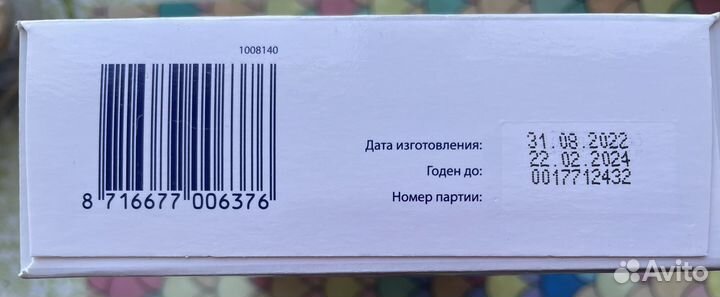 1008140
8 716677 006376
Дата изготовления: 31.08.2022
Годен до: 22.02.2024
Номер партии: 0017712432
Avito